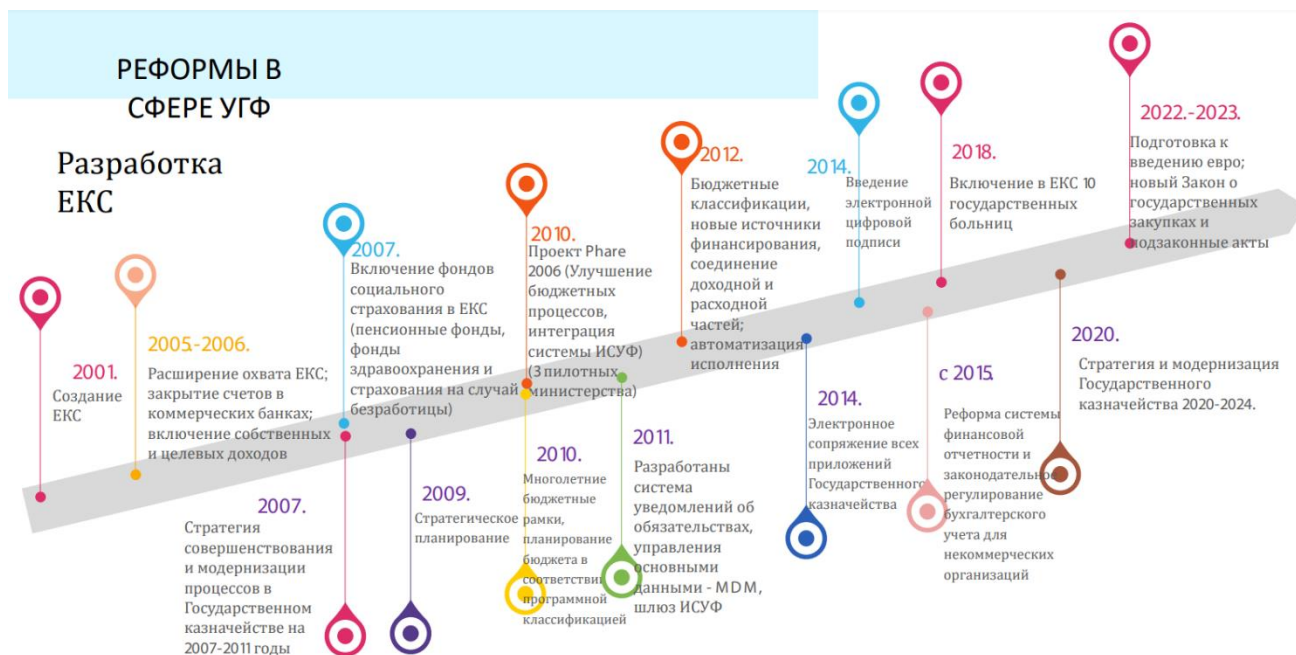 РЕФОРМЫ В
СФЕРЕ УГФ
Разработка
ЕКС
2001.
Создание
ЕКС
2005.-2006.
Расширение охвата ЕКС;
закрытие счетов в
коммерческих банках;
включение собственных
и целевых доходов
2007.
Включение фондов
социального
страхования в ЕКС
(пенсионные фонды,
фонды
здравоохранения и
страхования на случай
безработицы)
2010.
Проект Phare
2006 (Улучшение
бюджетных
процессов,
интеграция
системы ИСУФ)
(3 пилотных
министерства)
2012.
Бюджетные
классификации,
новые источники
финансирования,
соединение
доходной и
расходной
частей;
автоматизация
исполнения
2014.
Введение
электронной
цифровой
подписи
2018.
Включение в ЕКС 10
государственных
больниц
2022.-2023.
Подготовка к
введению евро;
новый Закон о
государственных
закупках и
подзаконные акты
2007.
Стратегия
совершенствования
и модернизации
процессов в
Государственном
казначействе на
2007-2011 годы
2009.
Стратегическое
планирование
2010.
Многолетние
бюджетные
рамки,
планирование
бюджета в
соответствии
программной
классификацией
2011.
Разработаны
система
уведомлений об
обязательствах,
управления
основными
данными - MDM,
шлюз ИСУФ
2014.
Электронное
сопряжение всех
приложений
Государственного
казначейства
с 2015.
Реформа системы
финансовой
отчетности и
законодательное
регулирование
бухгалтерского
учета для
некоммерческих
организаций
2020.
Стратегия и модернизация
Государственного
казначейства 2020-2024.